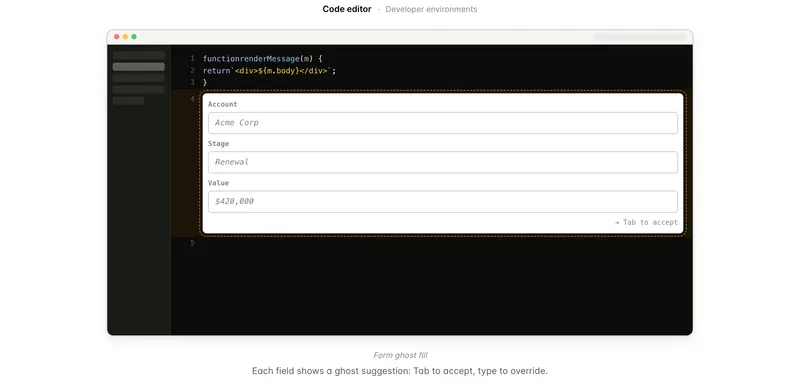 Code editor · Developer environments
1 functionrenderMessage(m) {
2 return`<div>${m.body}</div>`;
3 }
4
Account
Acme Corp
Stage
Renewal
Value
$420,000
⇥ Tab to accept
5
Form ghost fill
Each field shows a ghost suggestion: Tab to accept, type to override.